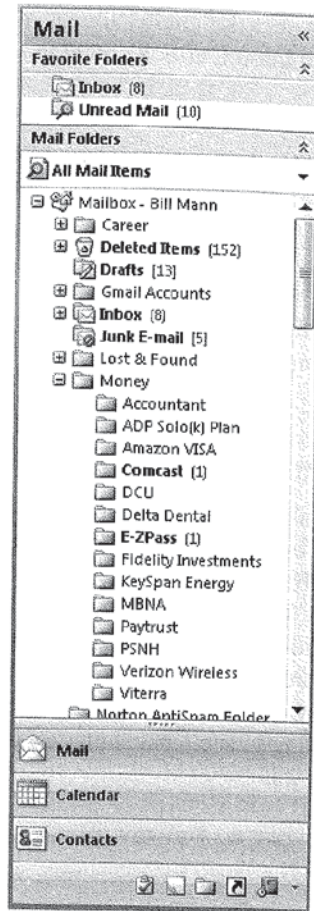 Mail «
Favorite Folders
Inbox (8)
Unread Mail (10)
Mail Folders
All Mail Items
Mailbox - Bill Mann
Career
Deleted Items (152)
Drafts [13]
Gmail Accounts
Inbox (8)
Junk E-mail [5]
Lost & Found
Money
Accountant
ADP Solo(k) Plan
Amazon VISA
Comcast (1)
DCU
Delta Dental
E-ZPass (1)
Fidelity Investments
KeySpan Energy
MBNA
Paytrust
PSNH
Verizon Wireless
Viterra
Norton AntiSpam Folder
Mail
Calendar
Contacts